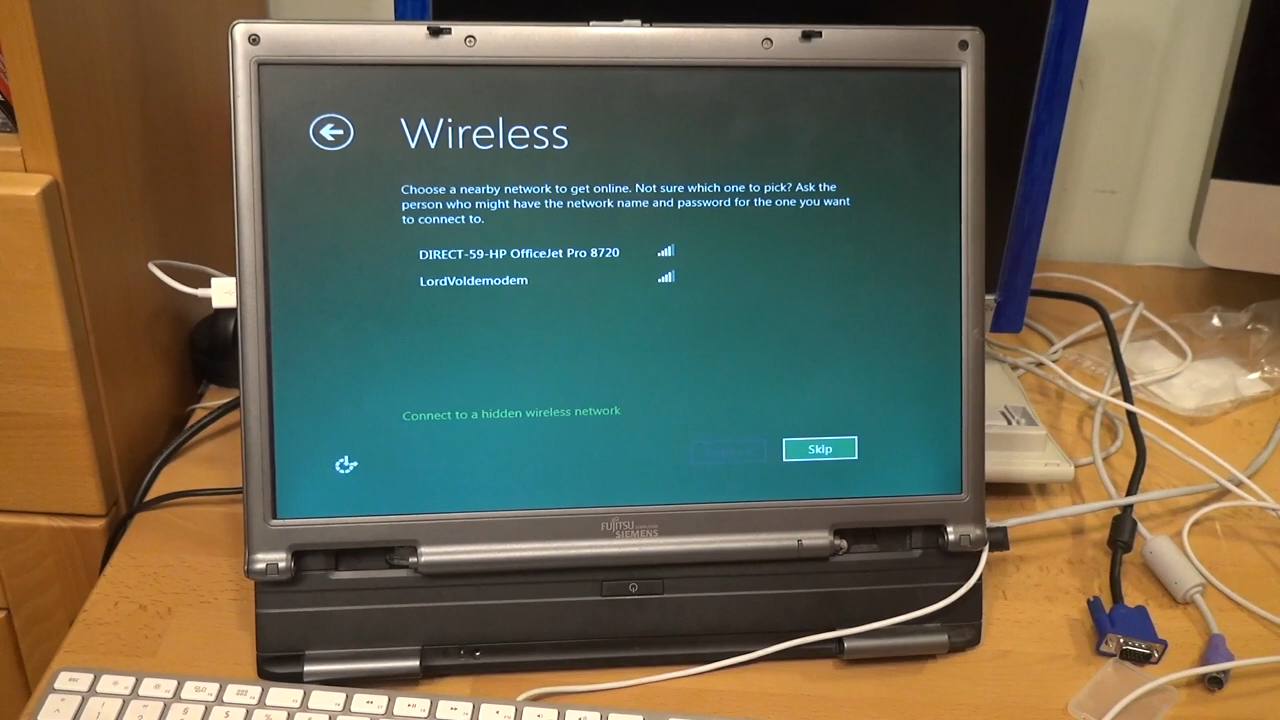 Wireless
Choose a nearby network to get online. Not sure which one to pick? Ask the
person who might have the network name and password for the one you want
to connect to.
DIRECT-59-HP OfficeJet Pro 8720
LordVoldemodem
Connect to a hidden wireless network
Skip
FUJITSU COMPUTERS
SIEMENS
esc